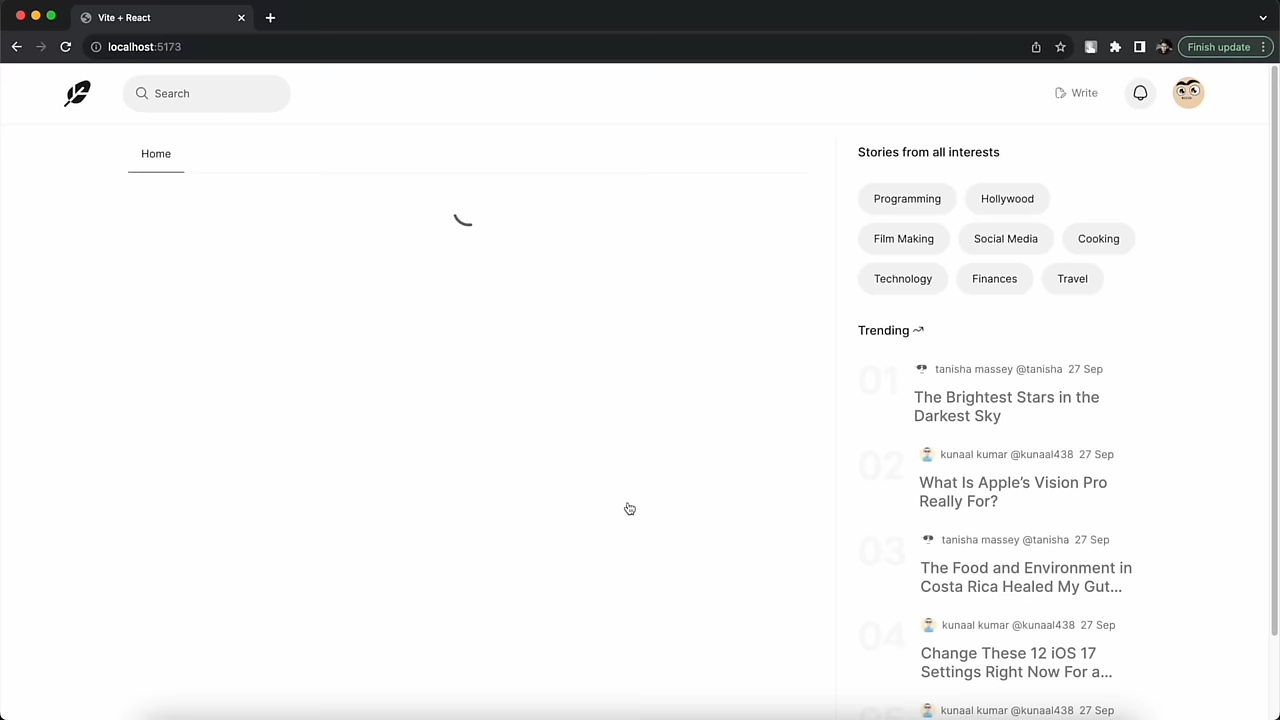 Vite + React
localhost:5173
Finish update
Search
Write
Home
Stories from all interests
Programming
Hollywood
Film Making
Social Media
Cooking
Technology
Finances
Travel
Trending
01
tanisha massey @tanisha 27 Sep
The Brightest Stars in the
Darkest Sky
02
kunaal kumar @kunaal438 27 Sep
What Is Apple’s Vision Pro
Really For?
03
tanisha massey @tanisha 27 Sep
The Food and Environment in
Costa Rica Healed My Gut...
04
kunaal kumar @kunaal438 27 Sep
Change These 12 iOS 17
Settings Right Now For a...
05
kunaal kumar @kunaal438 27 Sep